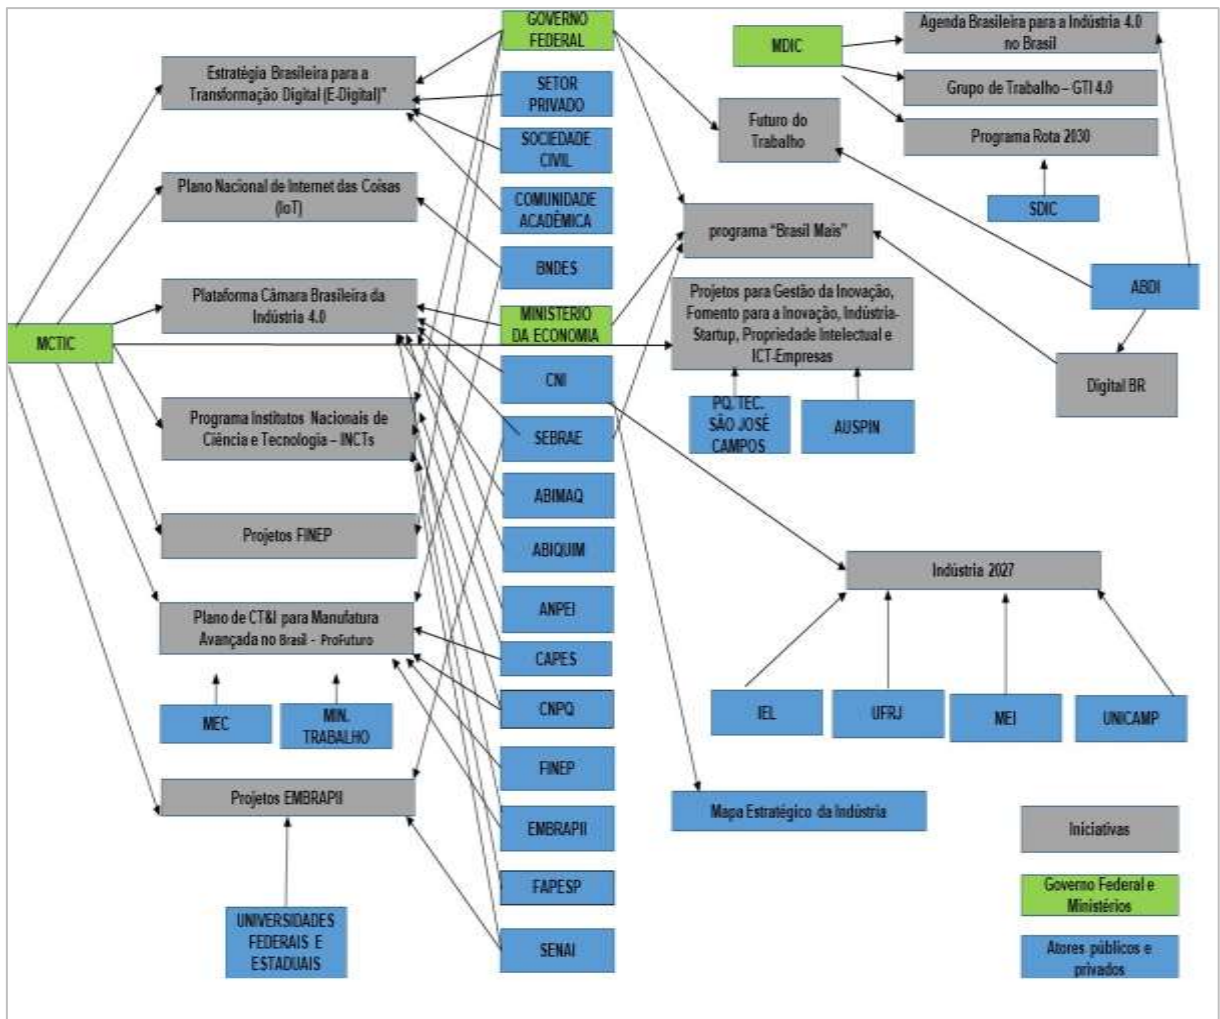 GOVERNO
FEDERAL
MDIC
Agenda Brasileira para a Indústria 4.0
no Brasil
Estratégia Brasileira para a
Transformação Digital (E-Digital)"
SETOR
PRIVADO
Grupo de Trabalho – GTI 4.0
Futuro do
Trabalho
Programa Rota 2030
SOCIEDADE
CIVIL
Plano Nacional de Internet das Coisas
(IoT)
COMUNIDADE
ACADÊMICA
SDIC
programa “Brasil Mais”
BNDES
ABDI
Plataforma Câmara Brasileira da
Indústria 4.0
MINISTERIO
DA ECONOMIA
Projetos para Gestão da Inovação,
Fomento para a Inovação, Indústria-
Startup, Propriedade Intelectual e
ICT-Empresas
MCTIC
CNI
Digital BR
PQ. TEC.
SÃO JOSÉ
CAMPOS
AUSPIN
Programa Institutos Nacionais de
Ciência e Tecnologia – INCTs
SEBRAE
ABIMAQ
Projetos FINEP
ABIQUIM
Indústria 2027
ANPEI
Plano de CT&I para Manufatura
Avançada no Brasil - ProFuturo
CAPES
MEC
MIN.
TRABALHO
CNPQ
IEL
UFRJ
MEI
UNICAMP
FINEP
Projetos EMBRAPII
Mapa Estratégico da Indústria
EMBRAPII
Iniciativas
FAPESP
Governo Federal e
Ministérios
UNIVERSIDADES
FEDERAIS E
ESTADUAIS
SENAI
Atores públicos e
privados